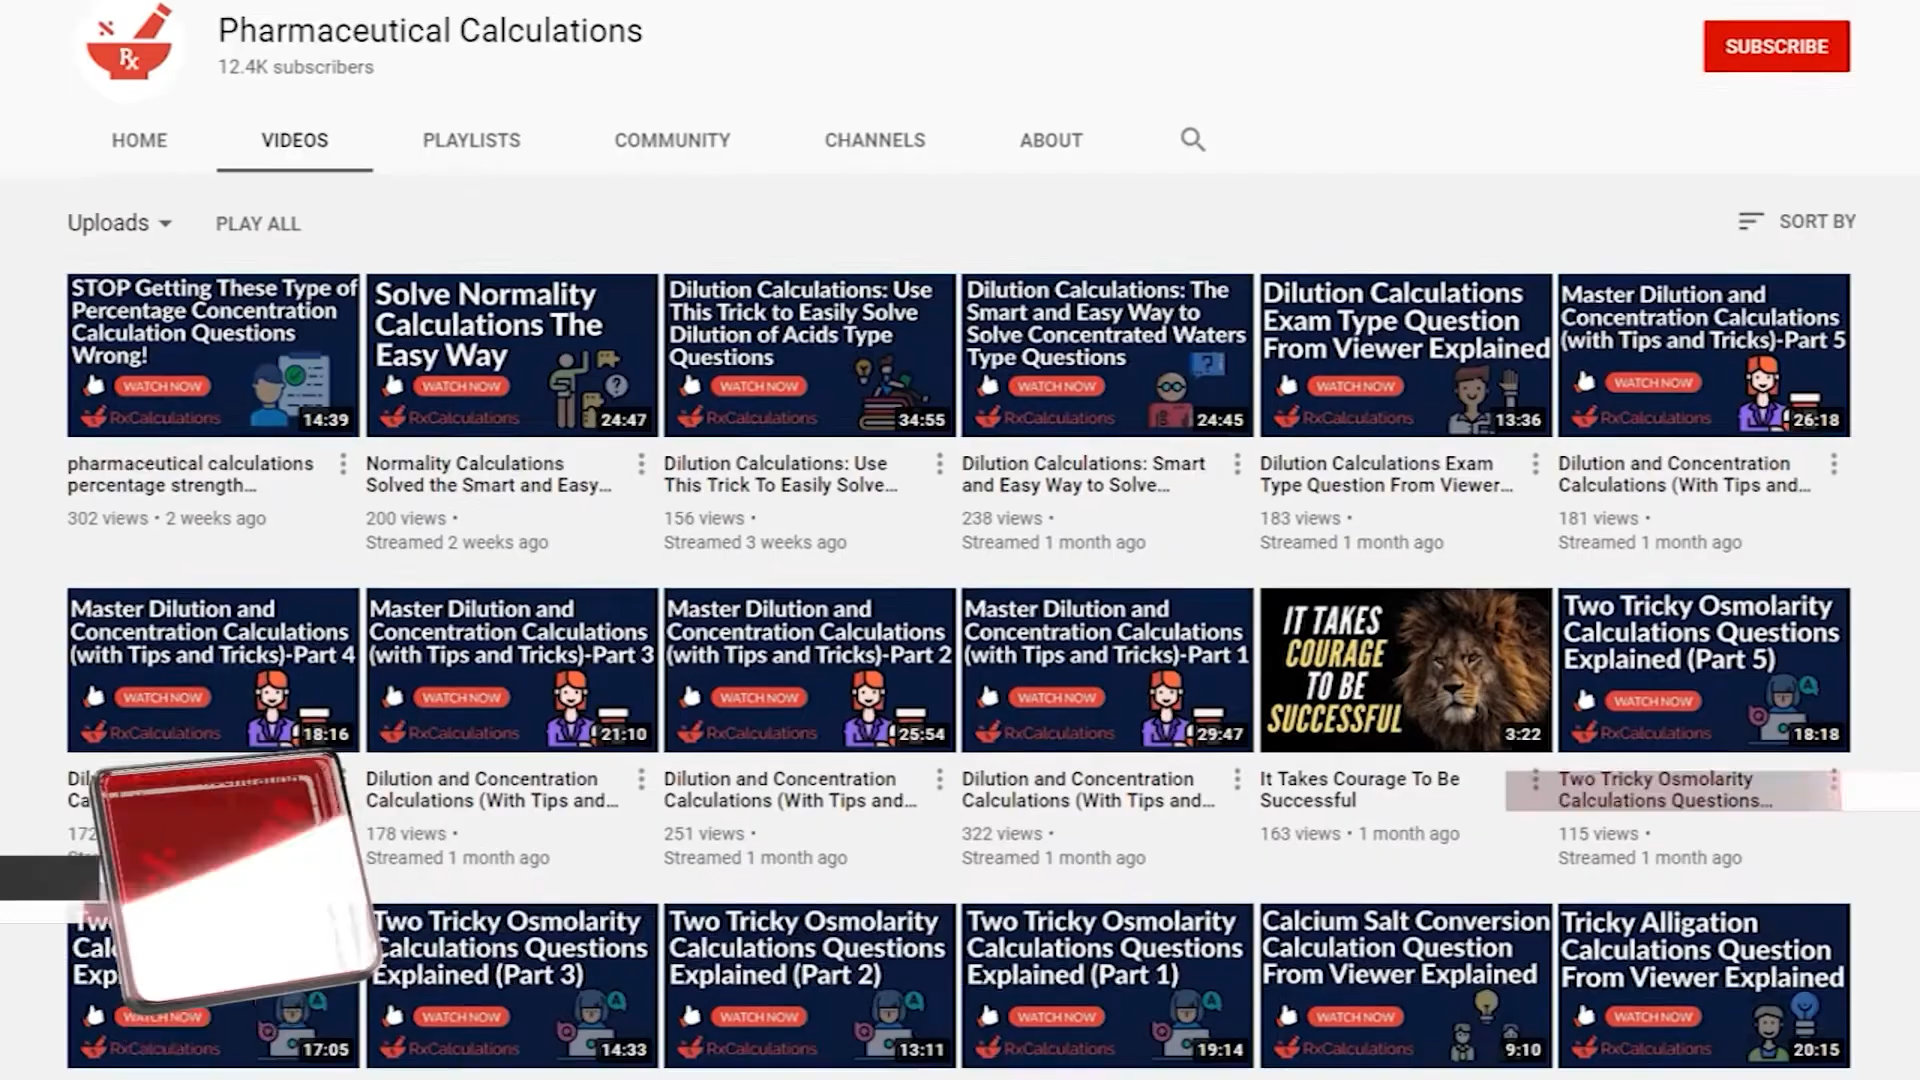 Pharmaceutical Calculations
12.4K subscribers
SUBSCRIBE
Rx
HOME VIDEOS PLAYLISTS COMMUNITY CHANNELS ABOUT
Uploads PLAY ALL SORT BY
STOP Getting These Type of
Percentage Concentration
Calculation Questions
Wrong!
WATCH NOW
RxCalculations
14:39
Solve Normality
Calculations The
Easy Way
WATCH NOW
RxCalculations
24:47
Dilution Calculations: Use
This Trick to Easily Solve
Dilution of Acids Type
Questions
WATCH NOW
RxCalculations
34:55
Dilution Calculations: The
Smart and Easy Way to
Solve Concentrated Waters
Type Questions
WATCH NOW
RxCalculations
24:45
Dilution Calculations
Exam Type Question
From Viewer Explained
WATCH NOW
RxCalculations
13:36
Master Dilution and
Concentration Calculations
(with Tips and Tricks)-Part 5
WATCH NOW
RxCalculations
26:18
pharmaceutical calculations
percentage strength...
302 views • 2 weeks ago
Normality Calculations
Solved the Smart and Easy...
200 views •
Streamed 2 weeks ago
Dilution Calculations: Use
This Trick To Easily Solve...
156 views •
Streamed 3 weeks ago
Dilution Calculations: Smart
and Easy Way to Solve...
238 views •
Streamed 1 month ago
Dilution Calculations Exam
Type Question From Viewer...
183 views •
Streamed 1 month ago
Dilution and Concentration
Calculations (With Tips and...
181 views •
Streamed 1 month ago
Master Dilution and
Concentration Calculations
(with Tips and Tricks)-Part 4
WATCH NOW
RxCalculations
18:16
Master Dilution and
Concentration Calculations
(with Tips and Tricks)-Part 3
WATCH NOW
RxCalculations
21:10
Master Dilution and
Concentration Calculations
(with Tips and Tricks)-Part 2
WATCH NOW
RxCalculations
25:54
Master Dilution and
Concentration Calculations
(with Tips and Tricks)-Part 1
WATCH NOW
RxCalculations
29:47
IT TAKES
COURAGE
TO BE
SUCCESSFUL
3:22
Two Tricky Osmolarity
Calculations Questions
Explained (Part 5)
WATCH NOW
RxCalculations
18:18
172
Dilution and Concentration
Calculations (With Tips and...
178 views •
Streamed 1 month ago
Dilution and Concentration
Calculations (With Tips and...
251 views •
Streamed 1 month ago
Dilution and Concentration
Calculations (With Tips and...
322 views •
Streamed 1 month ago
It Takes Courage To Be
Successful
163 views • 1 month ago
Two Tricky Osmolarity
Calculations Questions...
115 views •
Streamed 1 month ago
WATCH NOW
RxCalculations
17:05
Two Tricky Osmolarity
Calculations Questions
Explained (Part 3)
WATCH NOW
RxCalculations
14:33
Two Tricky Osmolarity
Calculations Questions
Explained (Part 2)
WATCH NOW
RxCalculations
13:11
Two Tricky Osmolarity
Calculations Questions
Explained (Part 1)
WATCH NOW
RxCalculations
19:14
Calcium Salt Conversion
Calculation Question
From Viewer Explained
WATCH NOW
RxCalculations
9:10
Tricky Alligation
Calculations Question
From Viewer Explained
WATCH NOW
RxCalculations
20:15